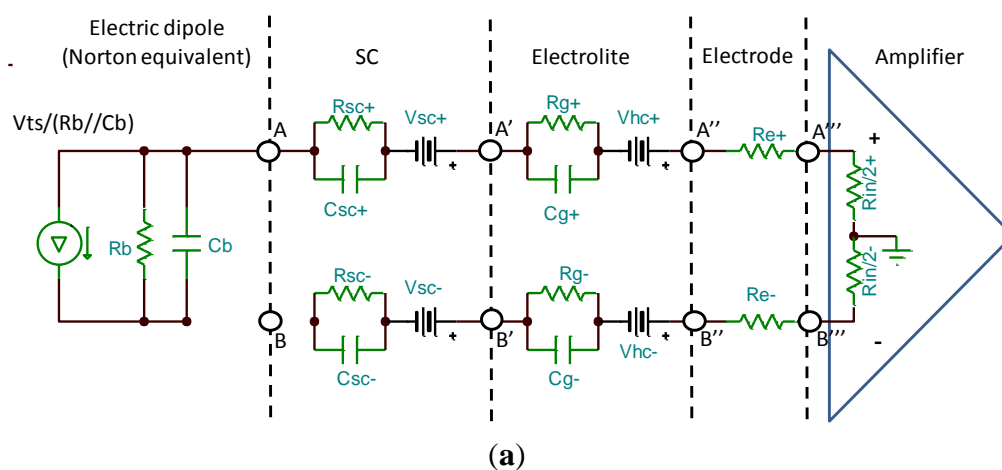 Electric dipole
(Norton equivalent)
SC
Electrolite
Electrode
Amplifier
Vts/(Rb//Cb)
A
Rsc+
Vsc+
+
Csc+
A'
Rg+
Vhc+
+
Cg+
A''
Re+
A'''
+
Rin/2+
Rb
Cb
B
Rsc-
Vsc-
+
Csc-
B'
Rg-
Vhc-
+
Cg-
B''
Re-
B'''
Rin/2-
-
(a)